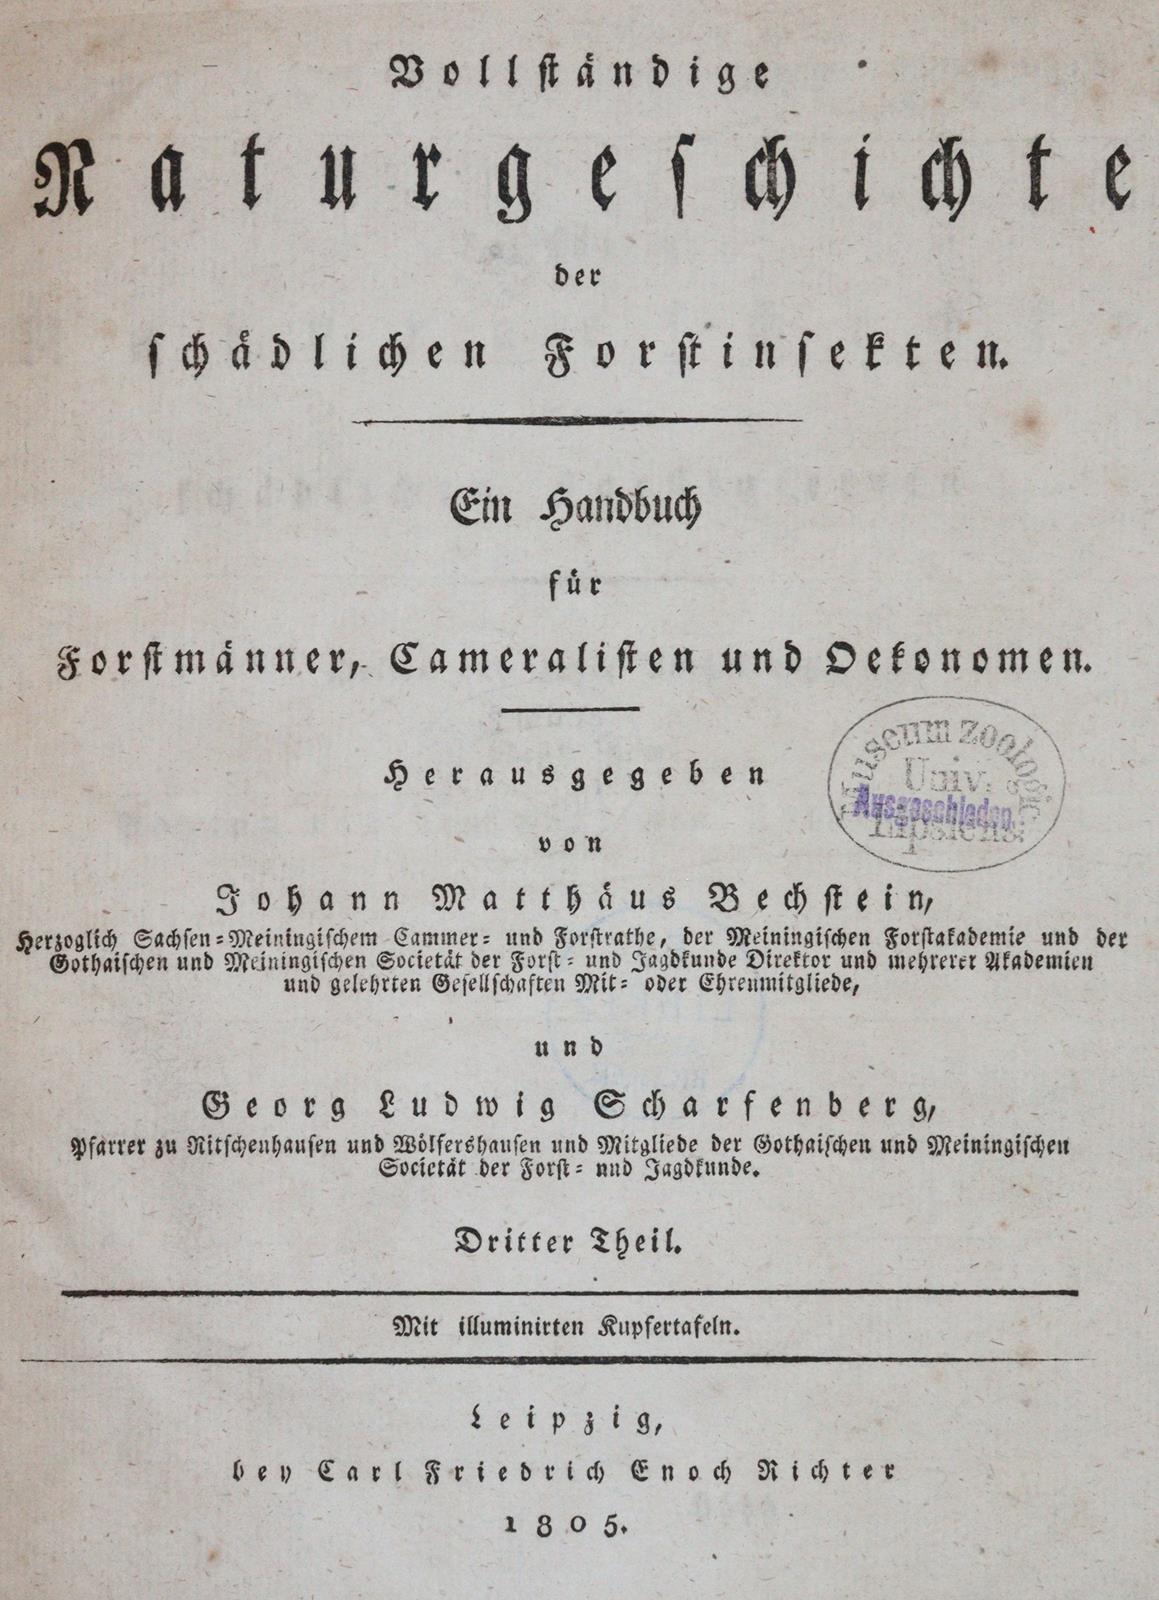 Vollständige
Naturgeschichte
der
schädlichen Forstinsekten.
Ein Handbuch
für
Forstmänner, Cameralisten und Oekonomen.
Herausgegeben
von
Museum zoologic.
Univ.
Ausgeschieden
Lipsiens.
Johann Matthäus Bechstein,
Herzoglich Sachsen-Meiningischem Cammer- und Forstrathe, der Meiningischen Forstakademie und der
Gothaischen und Meiningischen Societät der Forst- und Jagdkunde Direktor und mehrerer Akademien
und gelehrten Gesellschaften Mit- oder Ehrenmitgliede,
und
Georg Ludwig Scharfenberg,
Pfarrer zu Ritschenhausen und Wölfershausen und Mitgliede der Gothaischen und Meiningischen
Societät der Forst- und Jagdkunde.
Dritter Theil.
Mit illuminirten Kupfertafeln.
Leipzig,
bey Carl Friedrich Enoch Richter
1805.